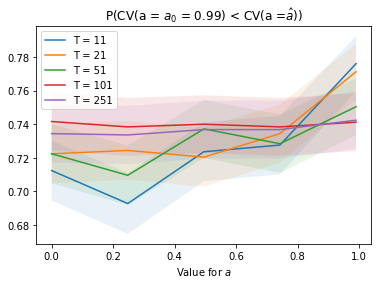 P(CV(a = a₀ = 0.99) < CV(a =â))
T = 11
T = 21
T = 51
T = 101
T = 251
0.78
0.76
0.74
0.72
0.70
0.68
0.0 0.2 0.4 0.6 0.8 1.0
Value for a